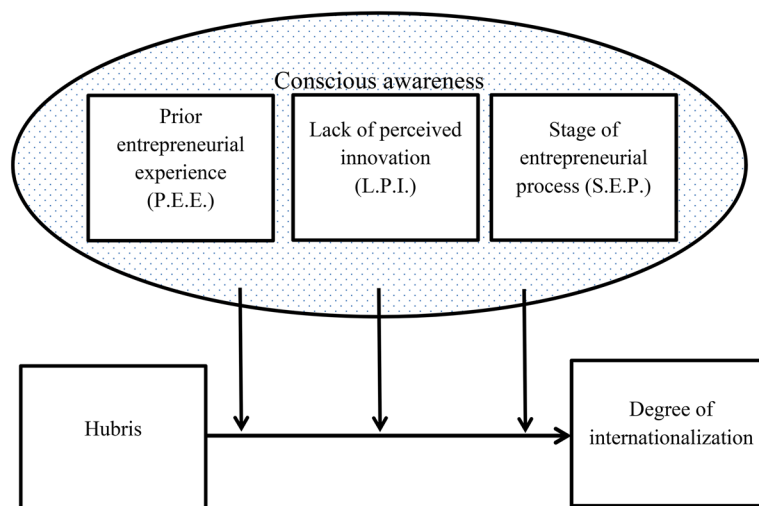 Conscious awareness
Prior
entrepreneurial
experience
(P.E.E.)
Lack of perceived
innovation
(L.P.I.)
Stage of
entrepreneurial
process (S.E.P.)
Hubris
Degree of
internationalization